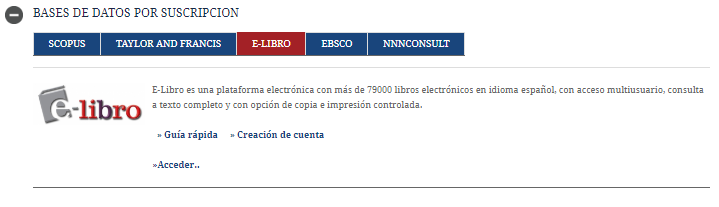 BASES DE DATOS POR SUSCRIPCION
SCOPUS TAYLOR AND FRANCIS E-LIBRO EBSCO NNNCONSULT
e-libro
E-Libro es una plataforma electrónica con más de 79000 libros electrónicos en idioma español, con acceso multiusuario, consulta
a texto completo y con opción de copia e impresión controlada.
» Guía rápida » Creación de cuenta
»Acceder..